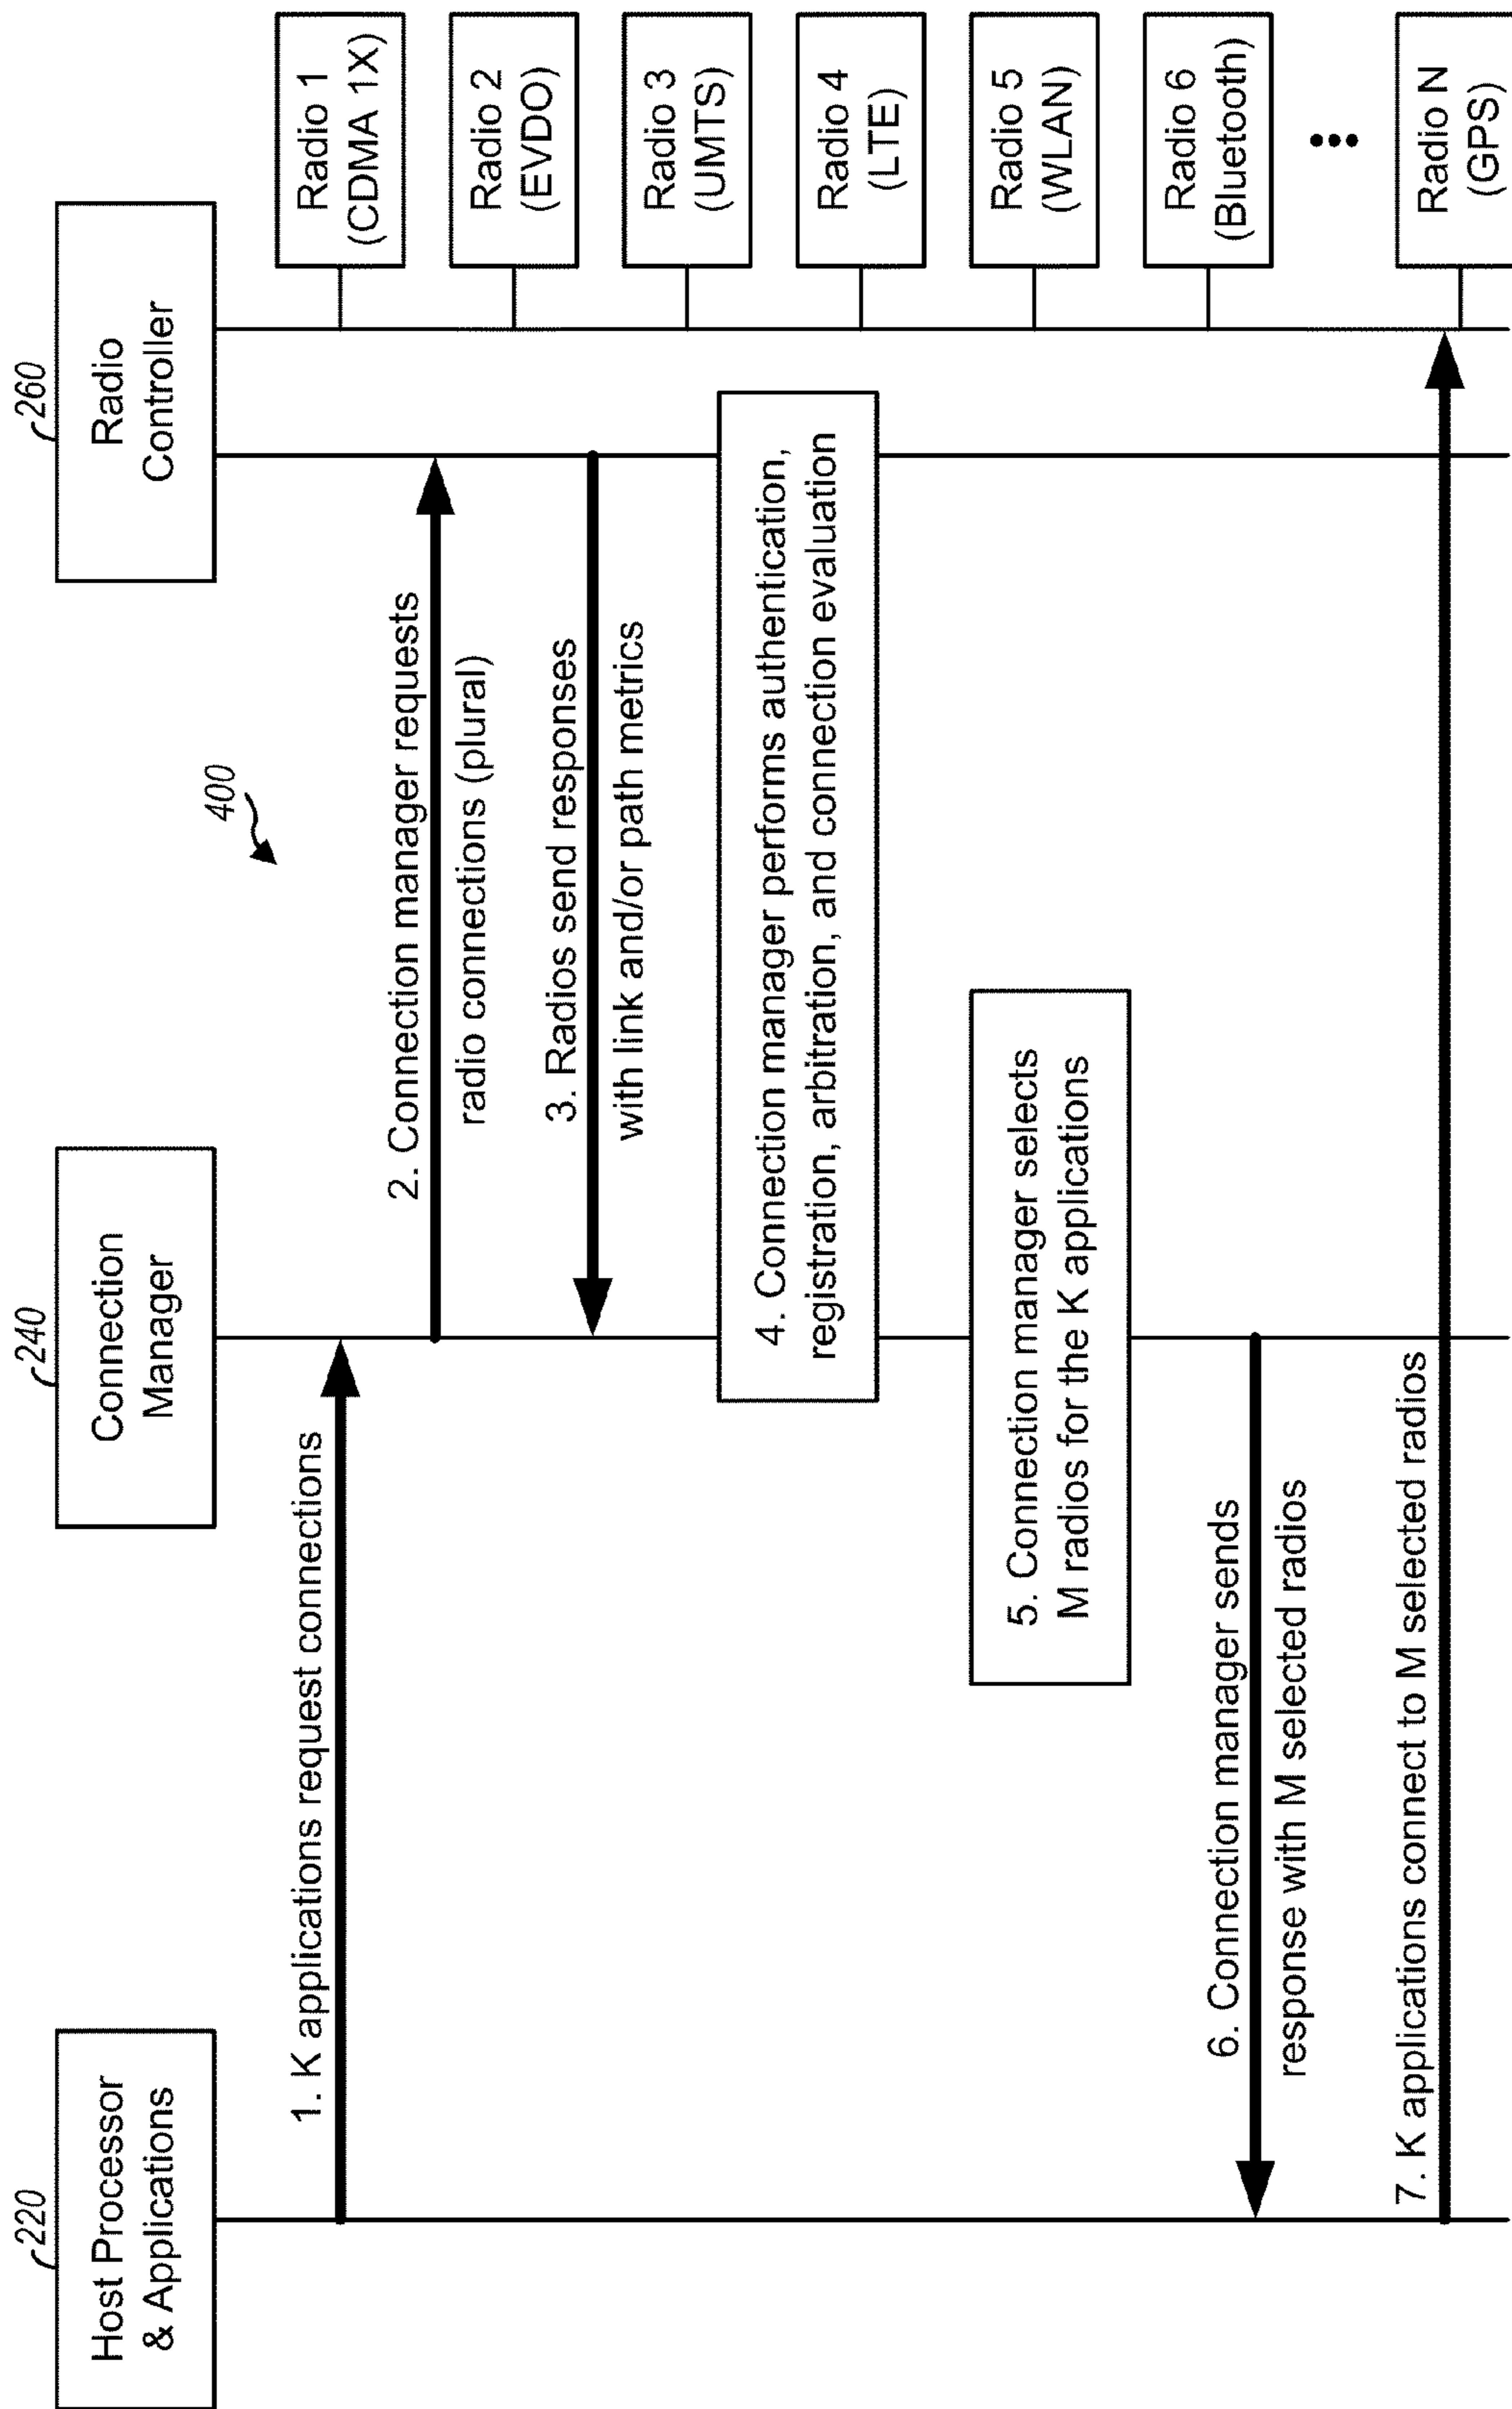 220
Host Processor
& Applications
240
Connection
Manager
260
Radio
Controller
400
1. K applications request connections
2. Connection manager requests
radio connections (plural)
3. Radios send responses
with link and/or path metrics
4. Connection manager performs authentication,
registration, arbitration, and connection evaluation
5. Connection manager selects
M radios for the K applications
6. Connection manager sends
response with M selected radios
7. K applications connect to M selected radios
Radio 1
(CDMA 1X)
Radio 2
(EVDO)
Radio 3
(UMTS)
Radio 4
(LTE)
Radio 5
(WLAN)
Radio 6
(Bluetooth)
Radio N
(GPS)